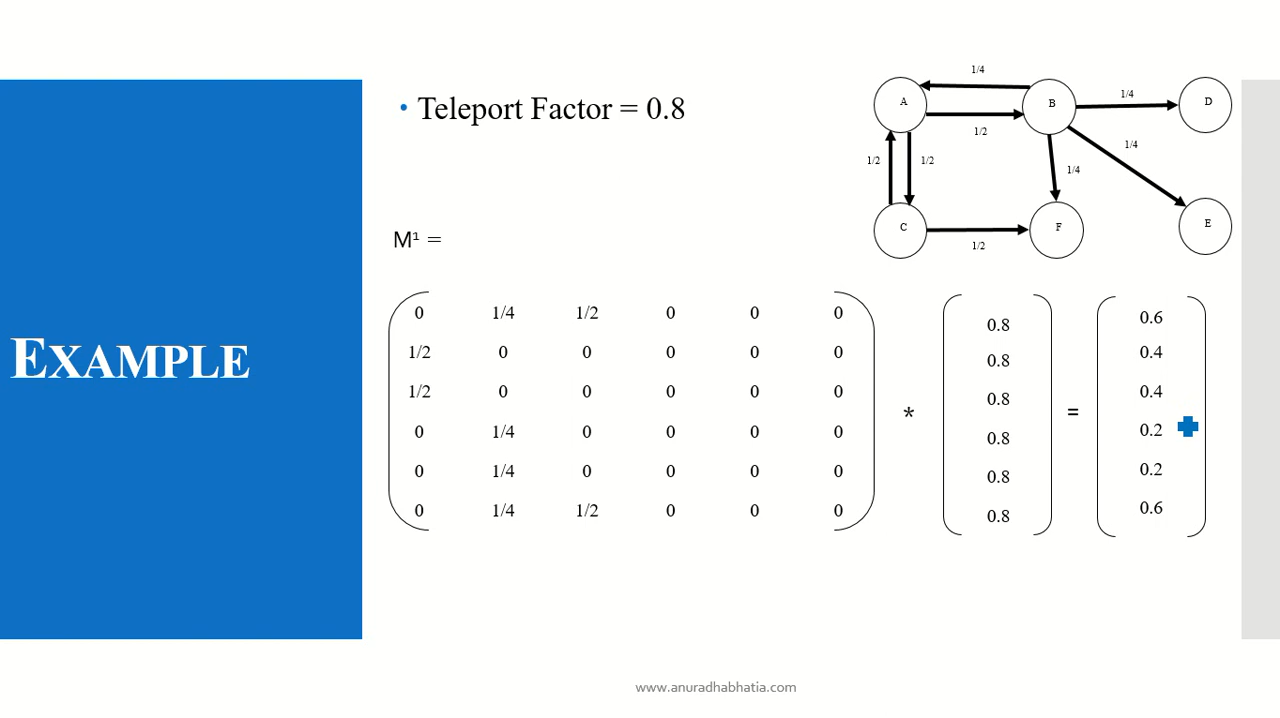 • Teleport Factor = 0.8
1/4
A
B
1/4
D
1/2
1/4
1/2
1/2
1/4
C
F
E
1/2
M¹ =
EXAMPLE
0 1/4 1/2 0 0 0
1/2 0 0 0 0 0
1/2 0 0 0 0 0
0 1/4 0 0 0 0
0 1/4 0 0 0 0
0 1/4 1/2 0 0 0
*
0.8
0.8
0.8
0.8
0.8
0.8
=
0.6
0.4
0.4
0.2
0.2
0.6
www.anuradhabhatia.com